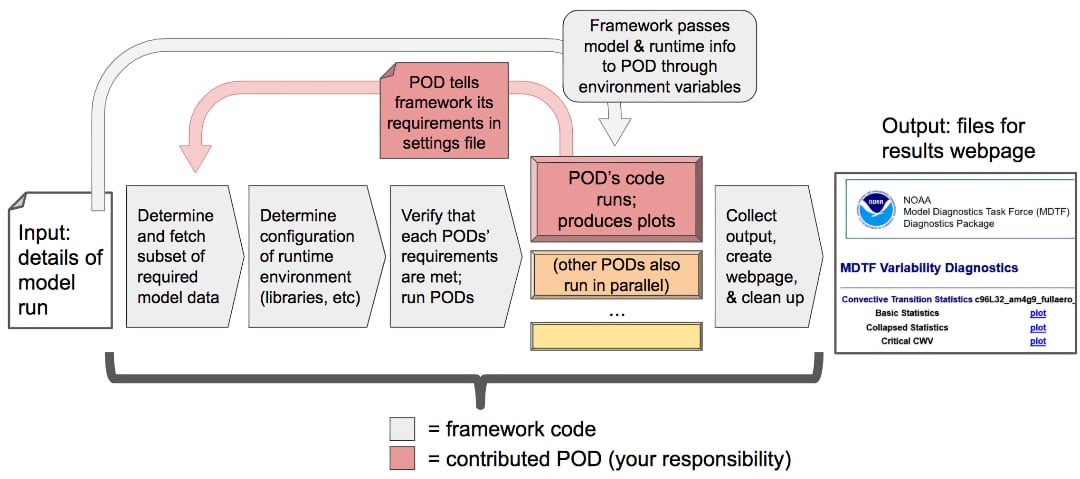 Framework passes
model & runtime info
to POD through
environment variables
POD tells
framework its
requirements in
settings file
Output: files for
results webpage
Input:
details of
model
run
Determine
and fetch
subset of
required
model data
Determine
configuration
of runtime
environment
(libraries, etc)
Verify that
each PODs’
requirements
are met;
run PODs
POD’s code
runs;
produces plots
(other PODs also
run in parallel)
...
Collect
output,
create
webpage,
& clean up
NOAA
NOAA
Model Diagnostics Task Force (MDTF)
Diagnostics Package
MDTF Variability Diagnostics
Convective Transition Statistics c96L32_am4g9_fullaero_
Basic Statistics plot
Collapsed Statistics plot
Critical CWV plot
= framework code
= contributed POD (your responsibility)